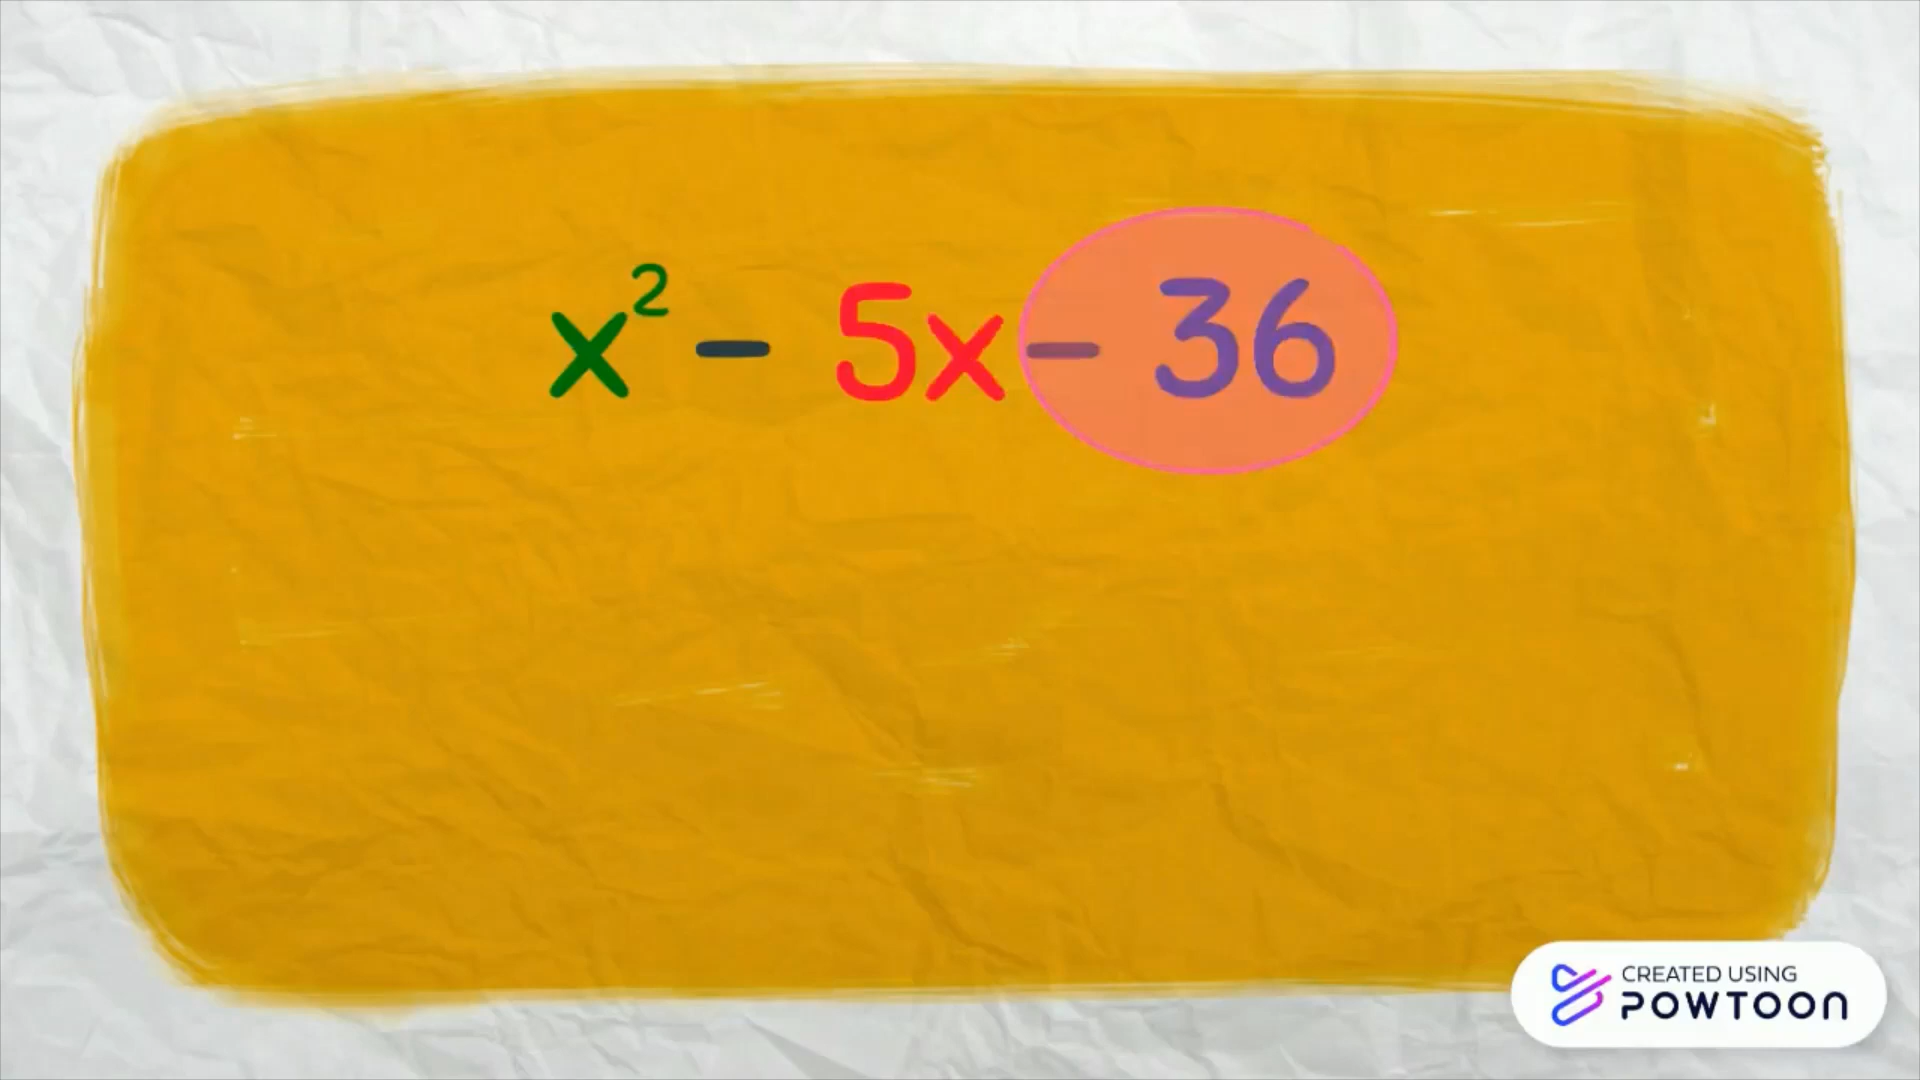 x² – 5x – 36
CREATED USING
POWTOON